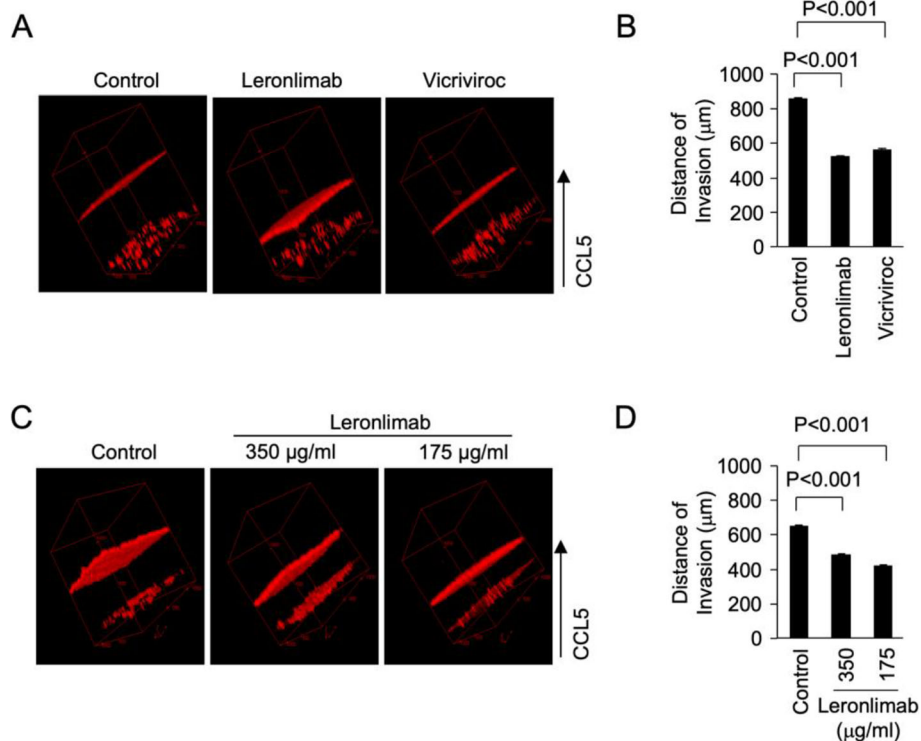 A
Control
Leronlimab
Vicriviroc
CCL5
B
P<0.001
P<0.001
Distance of
Invasion (μm)
1000
800
600
400
200
0
Control
Leronlimab
Vicriviroc
C
Leronlimab
Control
350 μg/ml
175 μg/ml
CCL5
D
P<0.001
P<0.001
Distance of
Invasion (μm)
1000
800
600
400
200
0
Control
350
175
Leronlimab
(μg/ml)